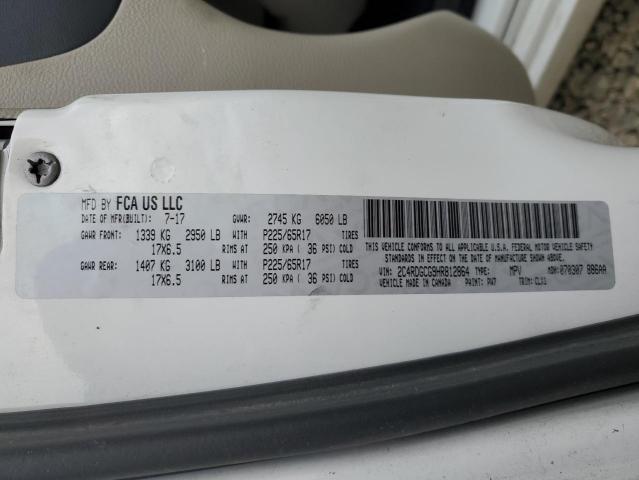 MFD BY FCA US LLC
DATE OF MFR(BUILT): 7-17 GVWR: 2745 KG 6050 LB
GAWR FRONT: 1339 KG 2950 LB P225/65R17 TIRES
17X6.5 RIMS AT 250 KPA ( 36 PSI) COLD
GAWR REAR: 1407 KG 3100 LB P225/65R17 TIRES
17X6.5 RIMS AT 250 KPA ( 36 PSI) COLD
THIS VEHICLE CONFORMS TO ALL APPLICABLE U.S.A. FEDERAL MOTOR VEHICLE SAFETY
STANDARDS IN EFFECT ON THE DATE OF MANUFACTURE SHOWN ABOVE.
VIN: 2C4RDGCG9HR812864 TYPE: MPV MDH: 070307 886AA
VEHICLE MADE IN CANADA PAINT: PW7 TRIM: